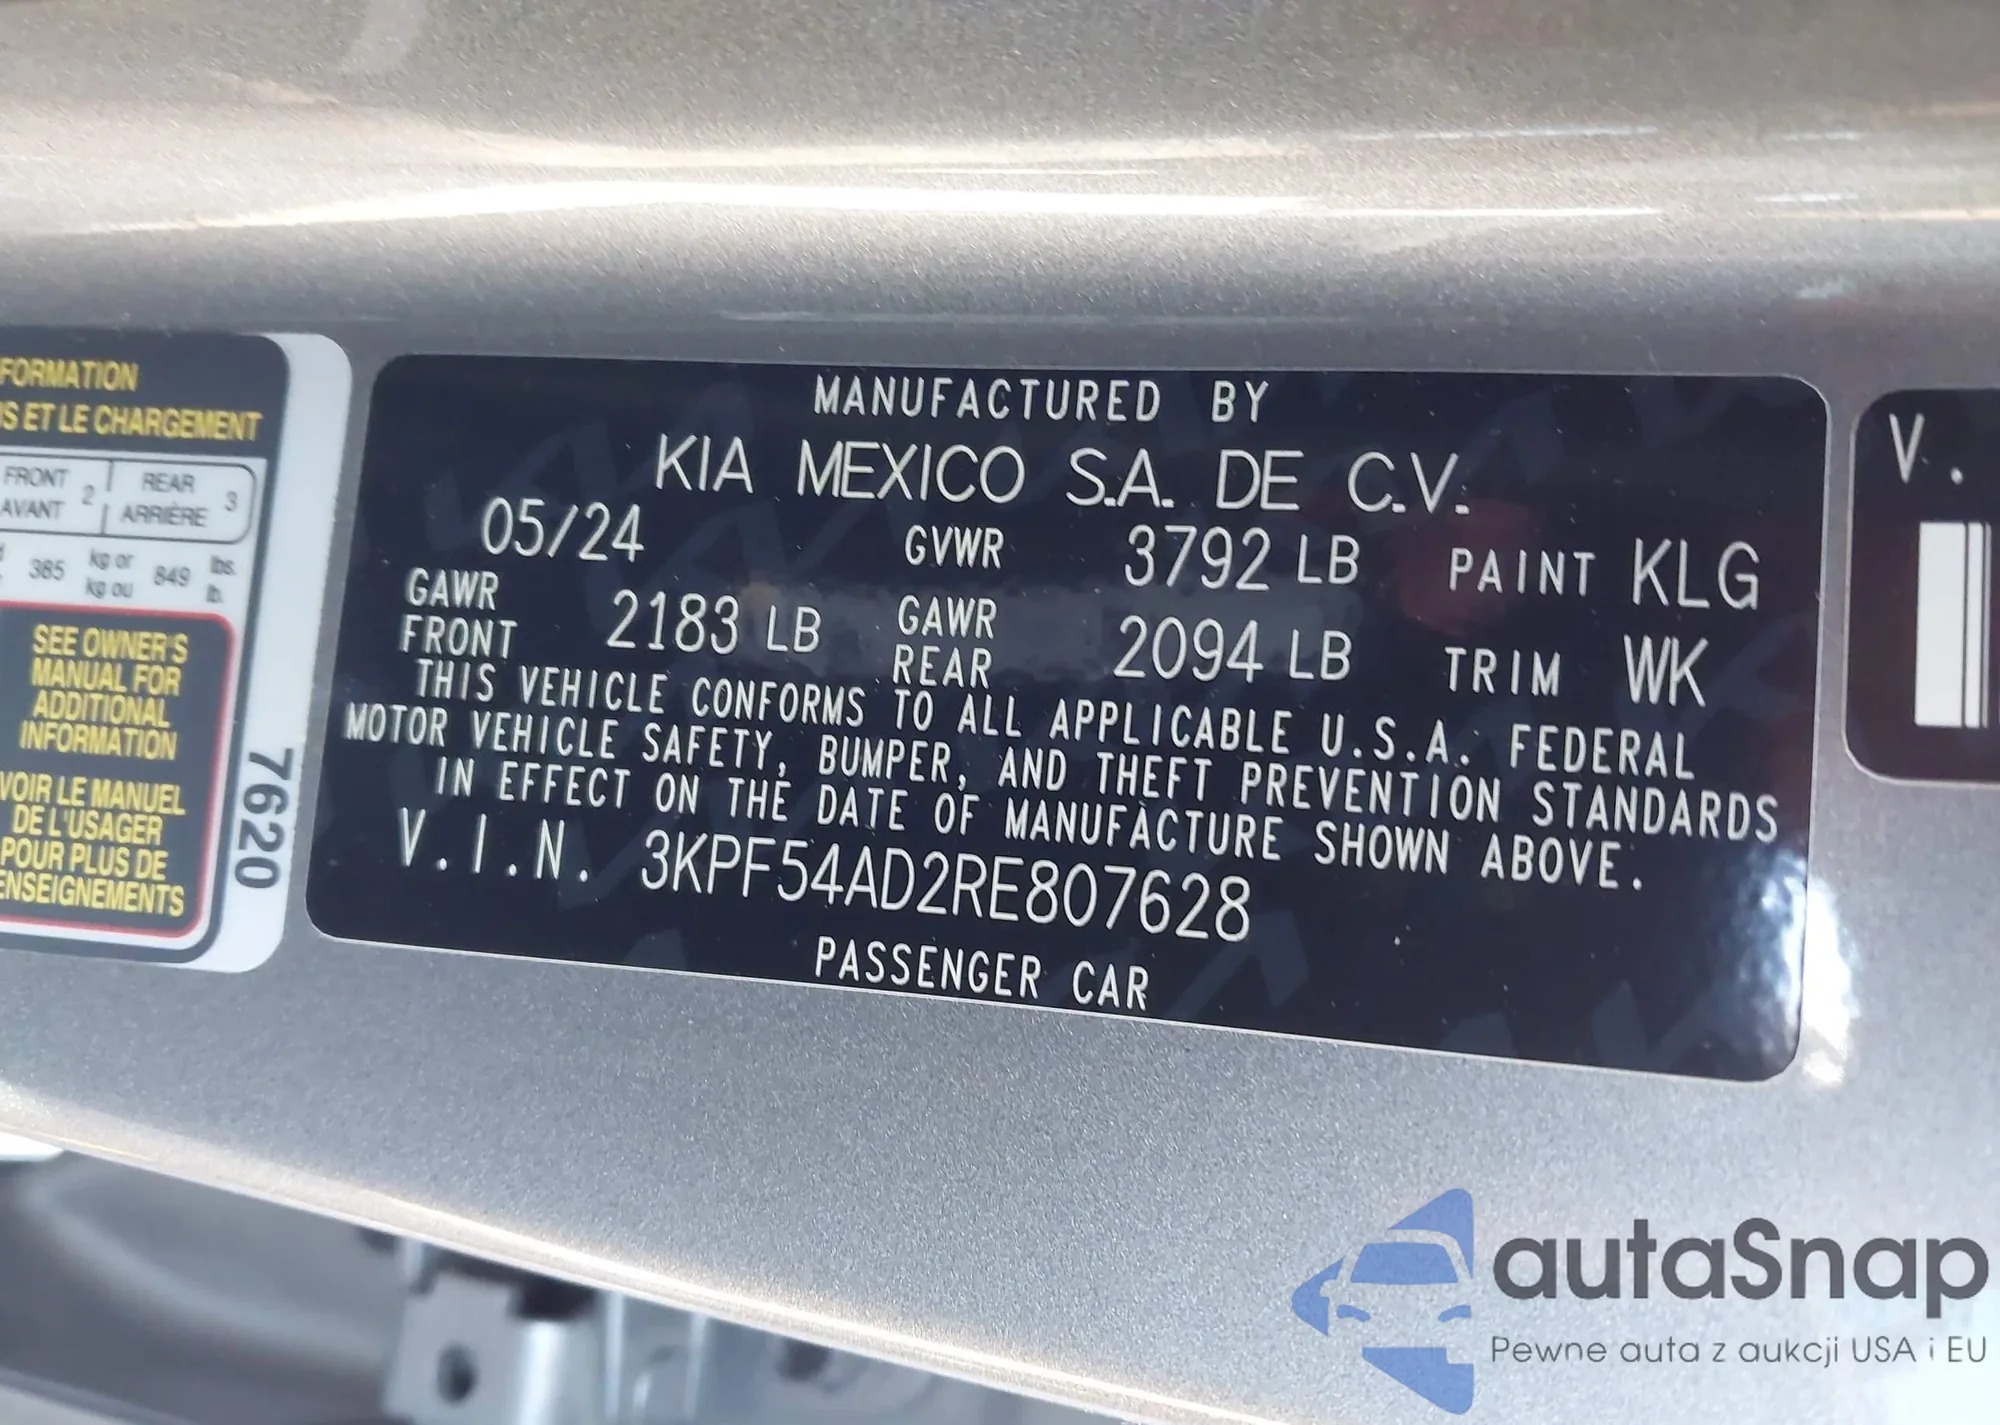 FORMATION
US ET LE CHARGEMENT
FRONT 2 REAR 3
AVANT ARRIÈRE
385 kg or 849 lbs.
kg ou lb.
SEE OWNER'S
MANUAL FOR
ADDITIONAL
INFORMATION
VOIR LE MANUEL
DE L'USAGER
POUR PLUS DE
ENSEIGNEMENTS
7620
MANUFACTURED BY
KIA MEXICO S.A. DE C.V.
05/24 GVWR 3792 LB PAINT KLG
GAWR FRONT 2183 LB GAWR REAR 2094 LB TRIM WK
THIS VEHICLE CONFORMS TO ALL APPLICABLE U.S.A. FEDERAL
MOTOR VEHICLE SAFETY, BUMPER, AND THEFT PREVENTION STANDARDS
IN EFFECT ON THE DATE OF MANUFACTURE SHOWN ABOVE.
V.I.N. 3KPF54AD2RE807628
PASSENGER CAR
V.
autaSnap
Pewne auta z aukcji USA i EU